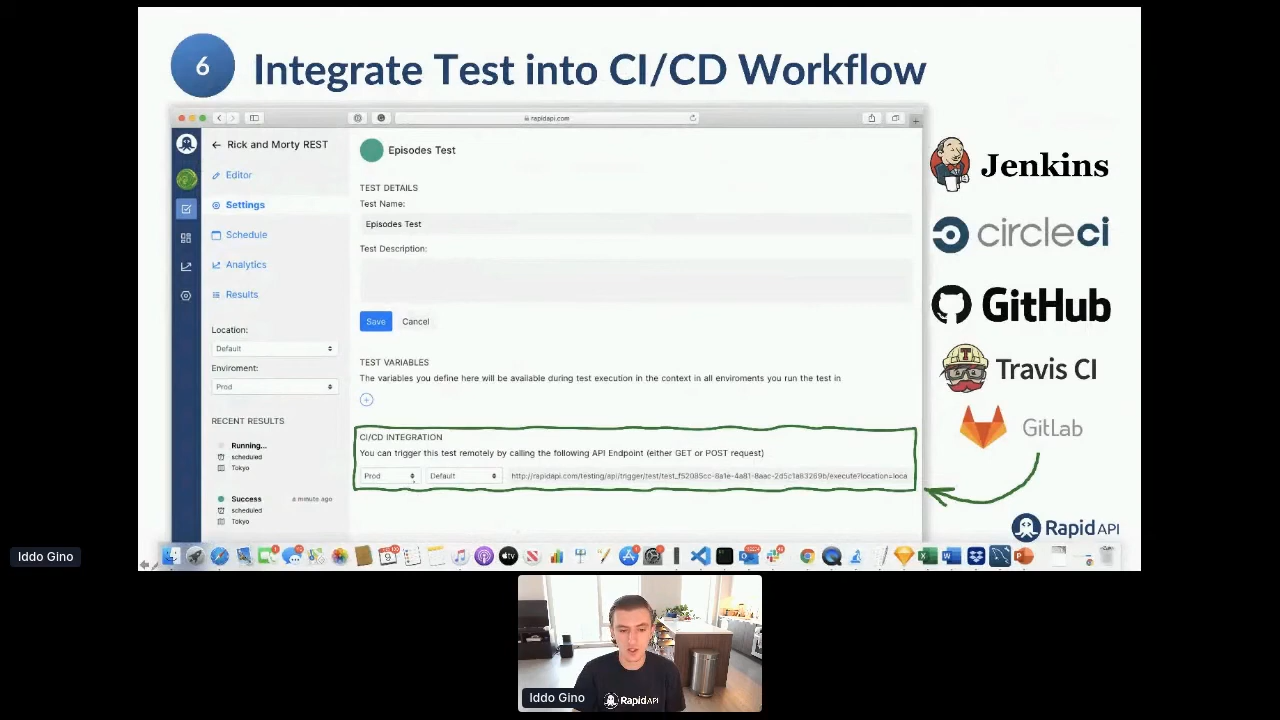 6
Integrate Test into CI/CD Workflow
rapidapi.com
Rick and Morty REST
Editor
Settings
Schedule
Analytics
Results
Location:
Default
Enviroment:
Prod
RECENT RESULTS
Running...
scheduled
Tokyo
Success
a minute ago
scheduled
Tokyo
Episodes Test
TEST DETAILS
Test Name:
Episodes Test
Test Description:
Save
Cancel
TEST VARIABLES
The variables you define here will be available during test execution in the context in all enviroments you run the test in
CI/CD INTEGRATION
You can trigger this test remotely by calling the following API Endpoint (either GET or POST request)
Prod
Default
Jenkins
circleci
GitHub
Travis CI
GitLab
Rapid API
Iddo Gino
Iddo Gino
Rapid API